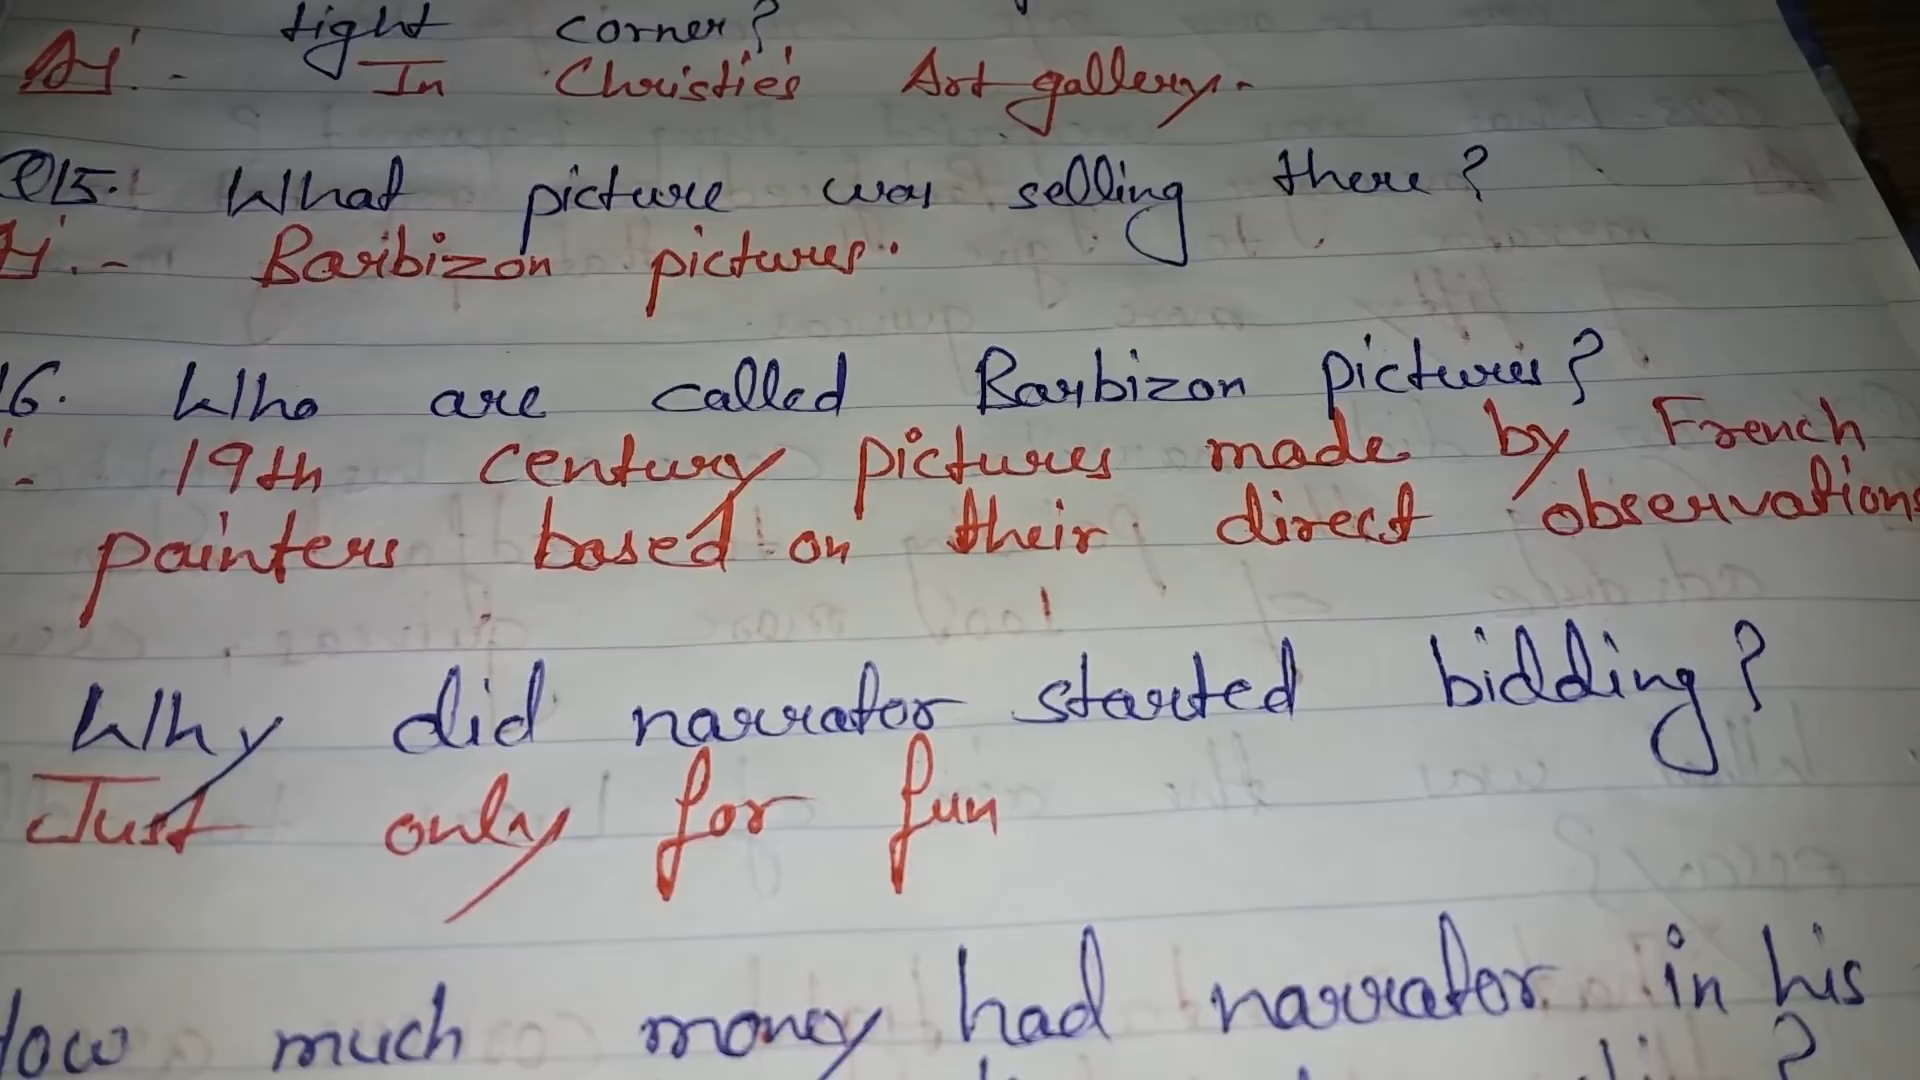 tight corner?
A:- In Christie's Art gallery.
Q15. What picture was selling there?
:- Baribizon pictures.
16. Who are called Barbizon pictures?
:- 19th century pictures made by French
painters based on their direct observations
Why did narrator started bidding?
Just only for fun
How much money had narrator in his
?